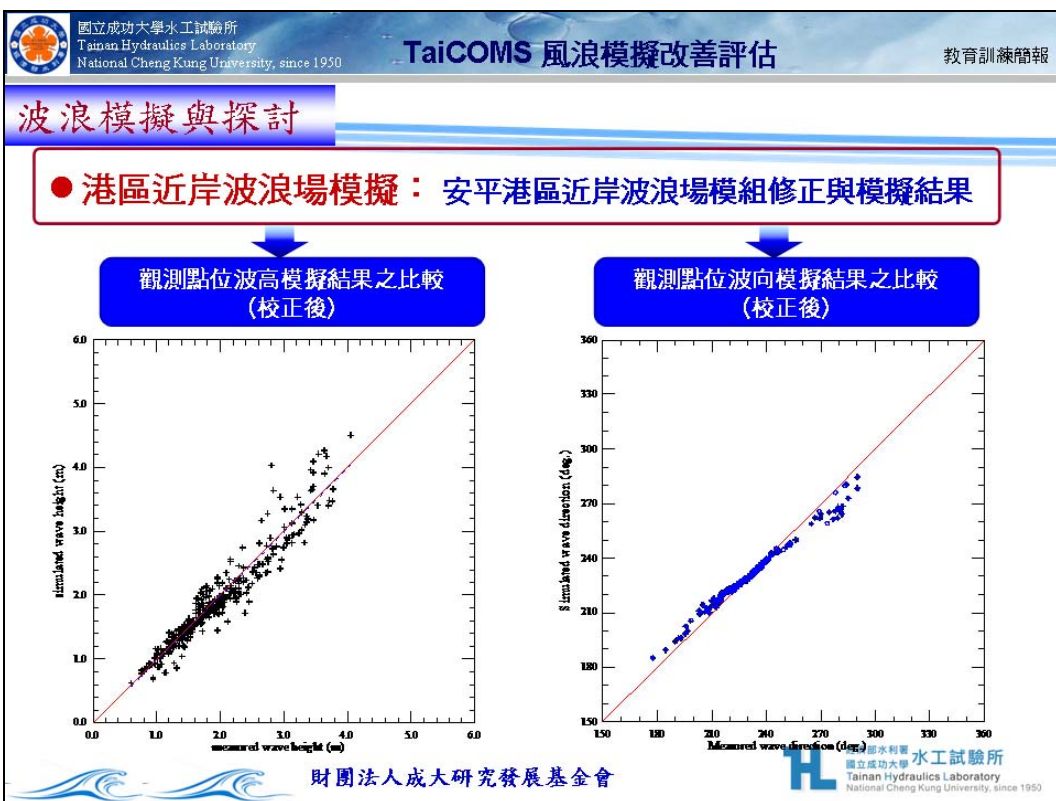 國立成功大學水工試驗所
Tainan Hydraulics Laboratory
National Cheng Kung University, since 1950
TaiCOMS 風浪模擬改善評估
教育訓練簡報
波浪模擬與探討
●港區近岸波浪場模擬： 安平港區近岸波浪場模組修正與模擬結果
觀測點位波高模擬結果之比較
(校正後)
觀測點位波向模擬結果之比較
(校正後)
6.0
5.0
4.0
3.0
2.0
1.0
0.0
simulated wave height (m)
0.0 1.0 2.0 3.0 4.0 5.0 6.0
measured wave height (m)
360
330
300
270
240
210
180
150
Simulated wave direction (deg.)
150 180 210 240 270 300 330 360
Measured wave direction (deg.)
財團法人成大研究發展基金會
部水利署
國立成功大學 水工試驗所
Tainan Hydraulics Laboratory
National Cheng Kung University, since 1950